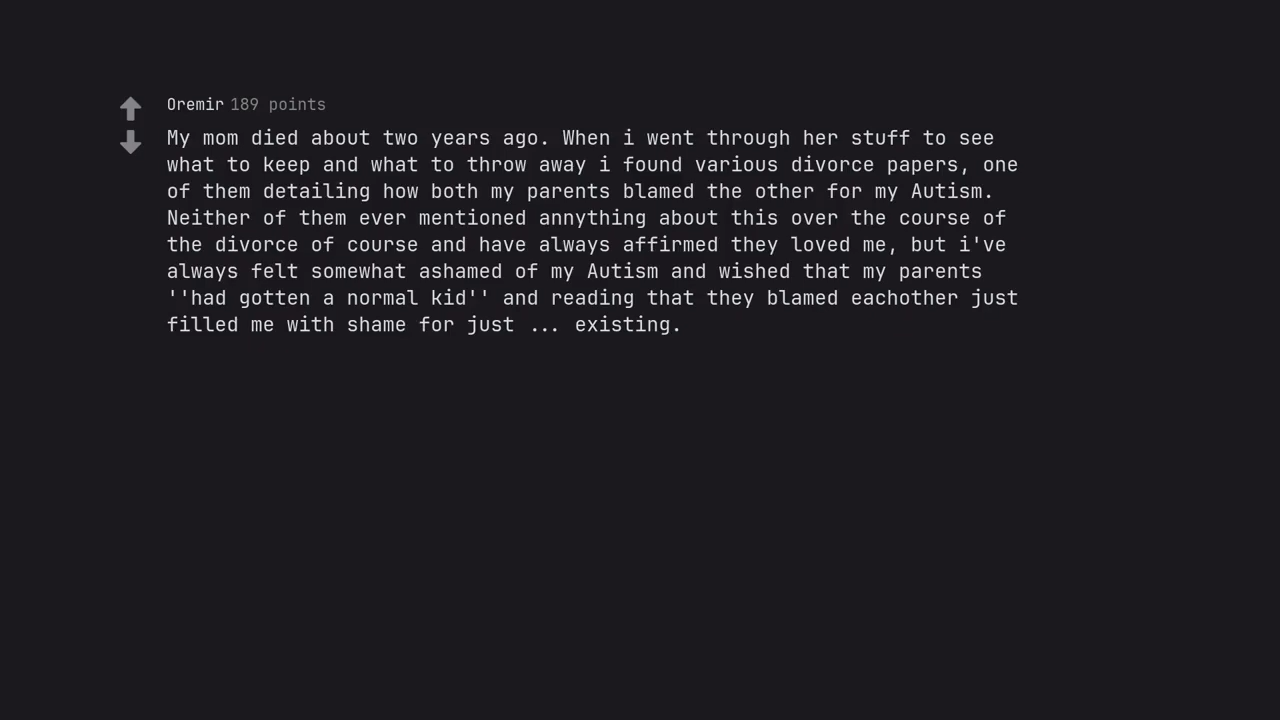 Oremir 189 points
My mom died about two years ago. When i went through her stuff to see
what to keep and what to throw away i found various divorce papers, one
of them detailing how both my parents blamed the other for my Autism.
Neither of them ever mentioned annything about this over the course of
the divorce of course and have always affirmed they loved me, but i've
always felt somewhat ashamed of my Autism and wished that my parents
''had gotten a normal kid'' and reading that they blamed eachother just
filled me with shame for just ... existing.